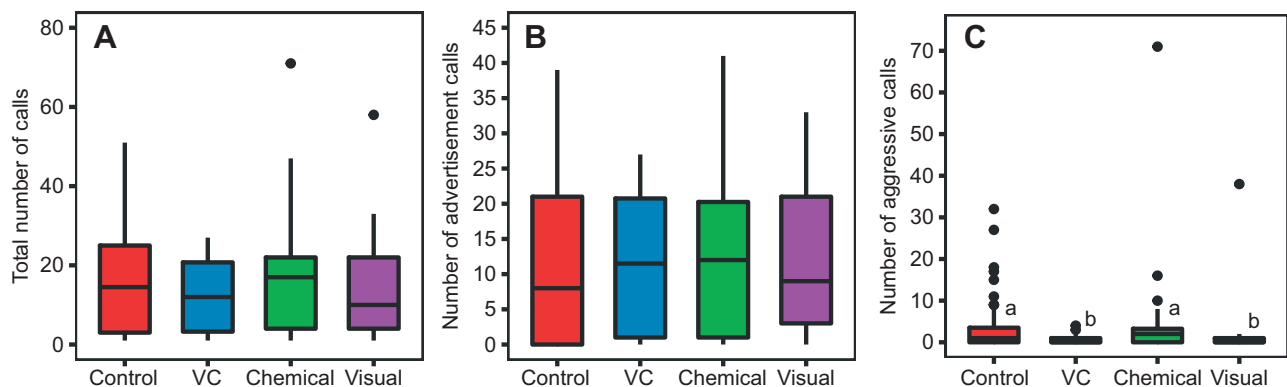 A
Total number of calls
80
60
40
20
0
Control VC Chemical Visual
B
Number of advertisement calls
45
40
35
30
25
20
15
10
5
0
Control VC Chemical Visual
C
Number of aggressive calls
70
60
50
40
30
20
10
0
a
b
a
b
Control VC Chemical Visual